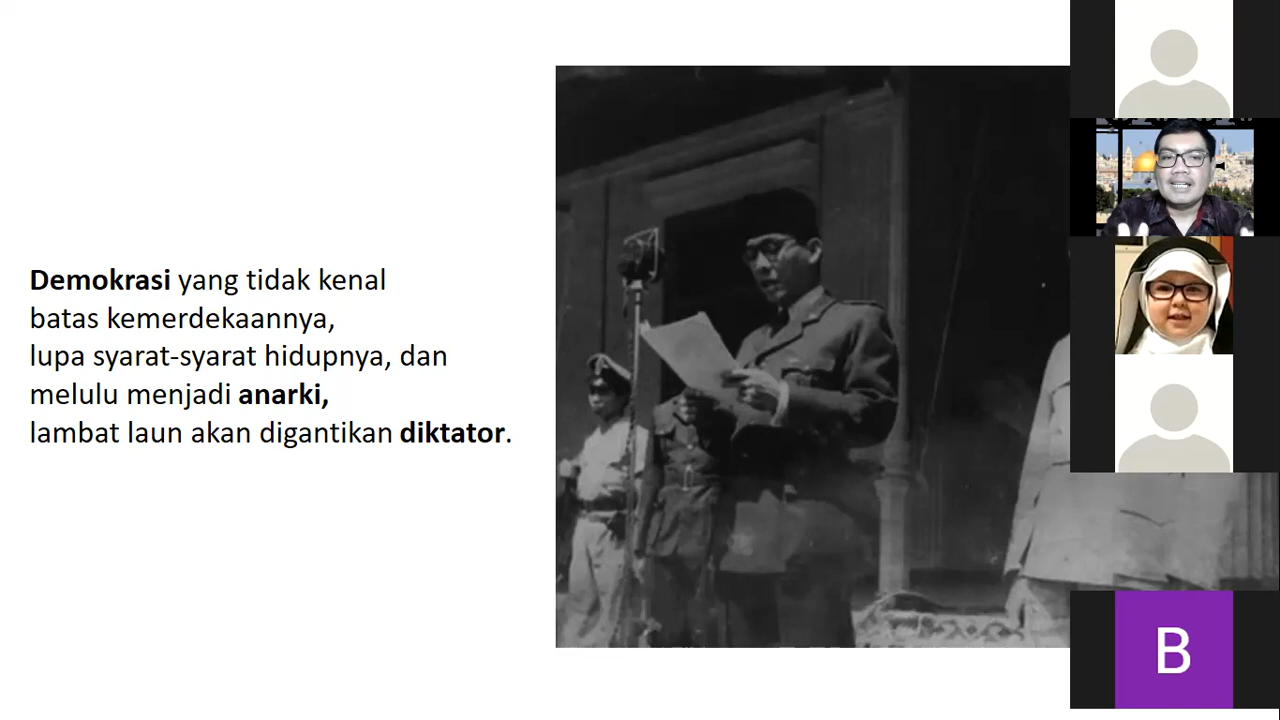 Demokrasi yang tidak kenal
batas kemerdekaannya,
lupa syarat-syarat hidupnya, dan
melulu menjadi anarki,
lambat laun akan digantikan diktator.
B